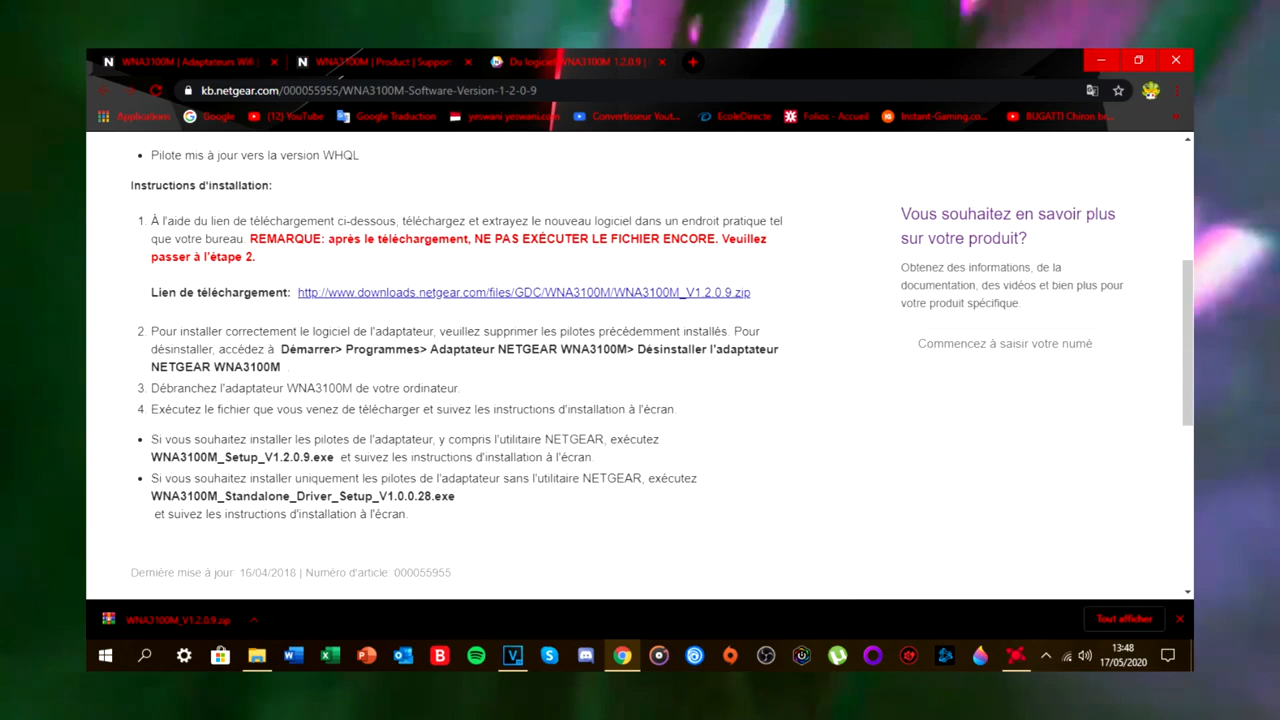 WNA3100M | Adaptateurs Wifi
WNA3100M | Product | Support
Du logiciel WNA3100M 1.2.0.9 |
kb.netgear.com/000055955/WNA3100M-Software-Version-1-2-0-9
Applications
Google
(12) YouTube
Google Traduction
yeswani yeswani.com...
Convertisseur Yout...
EcoleDirecte
Folios - Accueil
Instant-Gaming.co...
BUGATTI Chiron br...
Pilote mis à jour vers la version WHQL
Instructions d'installation:
1. À l'aide du lien de téléchargement ci-dessous, téléchargez et extrayez le nouveau logiciel dans un endroit pratique tel
que votre bureau. REMARQUE: après le téléchargement, NE PAS EXÉCUTER LE FICHIER ENCORE. Veuillez
passer à l'étape 2.
Lien de téléchargement: http://www.downloads.netgear.com/files/GDC/WNA3100M/WNA3100M_V1.2.0.9.zip
2. Pour installer correctement le logiciel de l'adaptateur, veuillez supprimer les pilotes précédemment installés. Pour
désinstaller, accédez à Démarrer> Programmes> Adaptateur NETGEAR WNA3100M> Désinstaller l'adaptateur
NETGEAR WNA3100M .
3. Débranchez l'adaptateur WNA3100M de votre ordinateur.
4. Exécutez le fichier que vous venez de télécharger et suivez les instructions d'installation à l'écran.
Si vous souhaitez installer les pilotes de l'adaptateur, y compris l'utilitaire NETGEAR, exécutez
WNA3100M_Setup_V1.2.0.9.exe et suivez les instructions d'installation à l'écran.
Si vous souhaitez installer uniquement les pilotes de l'adaptateur sans l'utilitaire NETGEAR, exécutez
WNA3100M_Standalone_Driver_Setup_V1.0.0.28.exe
et suivez les instructions d'installation à l'écran.
Dernière mise à jour: 16/04/2018 | Numéro d'article: 000055955
Vous souhaitez en savoir plus
sur votre produit?
Obtenez des informations, de la
documentation, des vidéos et bien plus pour
votre produit spécifique.
Commencez à saisir votre numé
WNA3100M_V1.2.0.9.zip
Tout afficher
13:48
17/05/2020